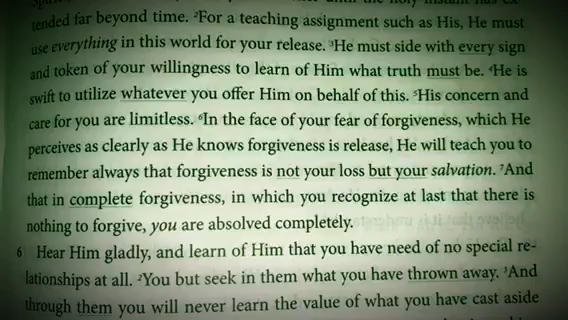 until the holy instant has ex-
tended far beyond time. ²For a teaching assignment such as His, He must
use everything in this world for your release. ³He must side with every sign
and token of your willingness to learn of Him what truth must be. ⁴He is
swift to utilize whatever you offer Him on behalf of this. ⁵His concern and
care for you are limitless. ⁶In the face of your fear of forgiveness, which He
perceives as clearly as He knows forgiveness is release, He will teach you to
remember always that forgiveness is not your loss but your salvation. ⁷And
that in complete forgiveness, in which you recognize at last that there is
nothing to forgive, you are absolved completely.
6 Hear Him gladly, and learn of Him that you have need of no special re-
lationships at all. ²You but seek in them what you have thrown away. ³And
through them you will never learn the value of what you have cast aside